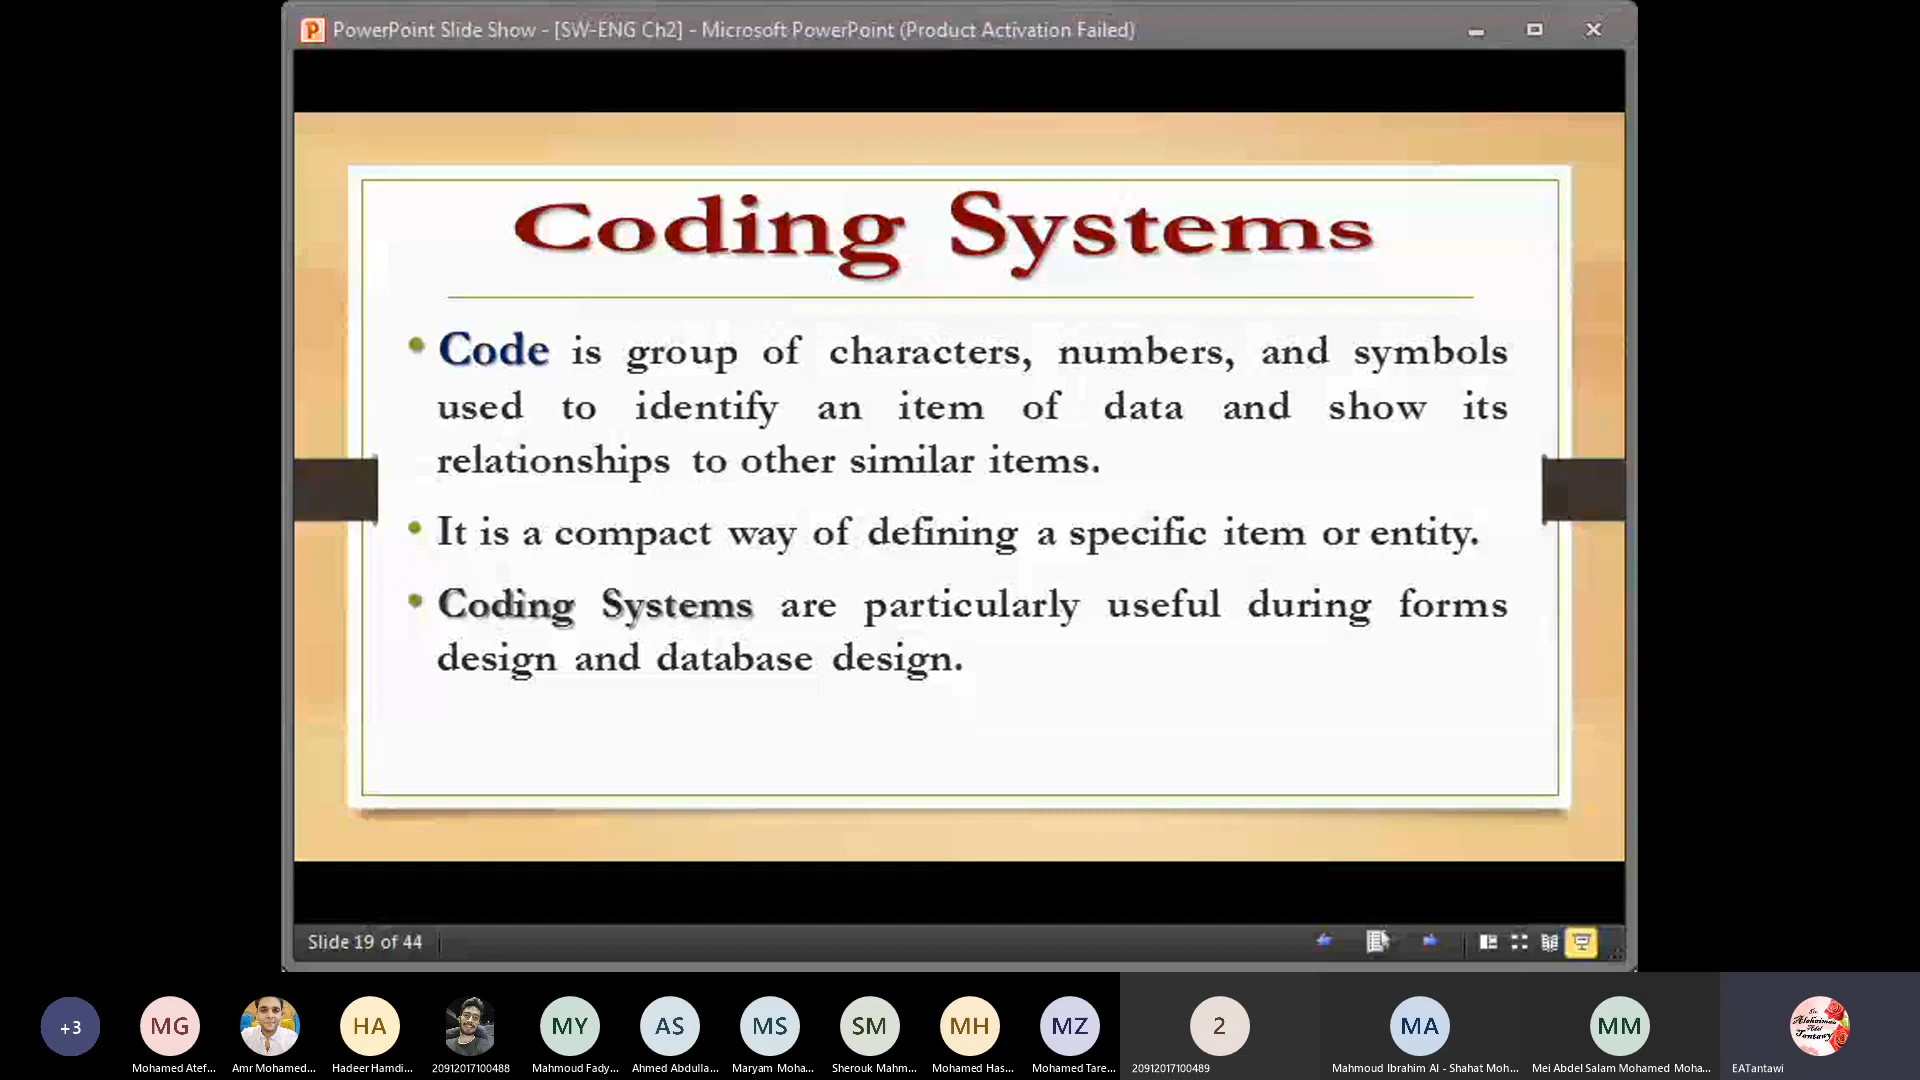 PowerPoint Slide Show - [SW-ENG Ch2] - Microsoft PowerPoint (Product Activation Failed)
Coding Systems
• Code is group of characters, numbers, and symbols
used to identify an item of data and show its
relationships to other similar items.
• It is a compact way of defining a specific item or entity.
• Coding Systems are particularly useful during forms
design and database design.
Slide 19 of 44
+3
MG
HA
MY
AS
MS
SM
MH
MZ
2
MA
MM
Mohamed Atef...
Amr Mohamed...
Hadeer Hamdi...
20912017100488
Mahmoud Fady...
Ahmed Abdulla...
Maryam Moha...
Sherouk Mahm...
Mohamed Has...
Mohamed Tare...
20912017100489
Mahmoud Ibrahim Al - Shahat Moh...
Mei Abdel Salam Mohamed Moha...
EATantawi